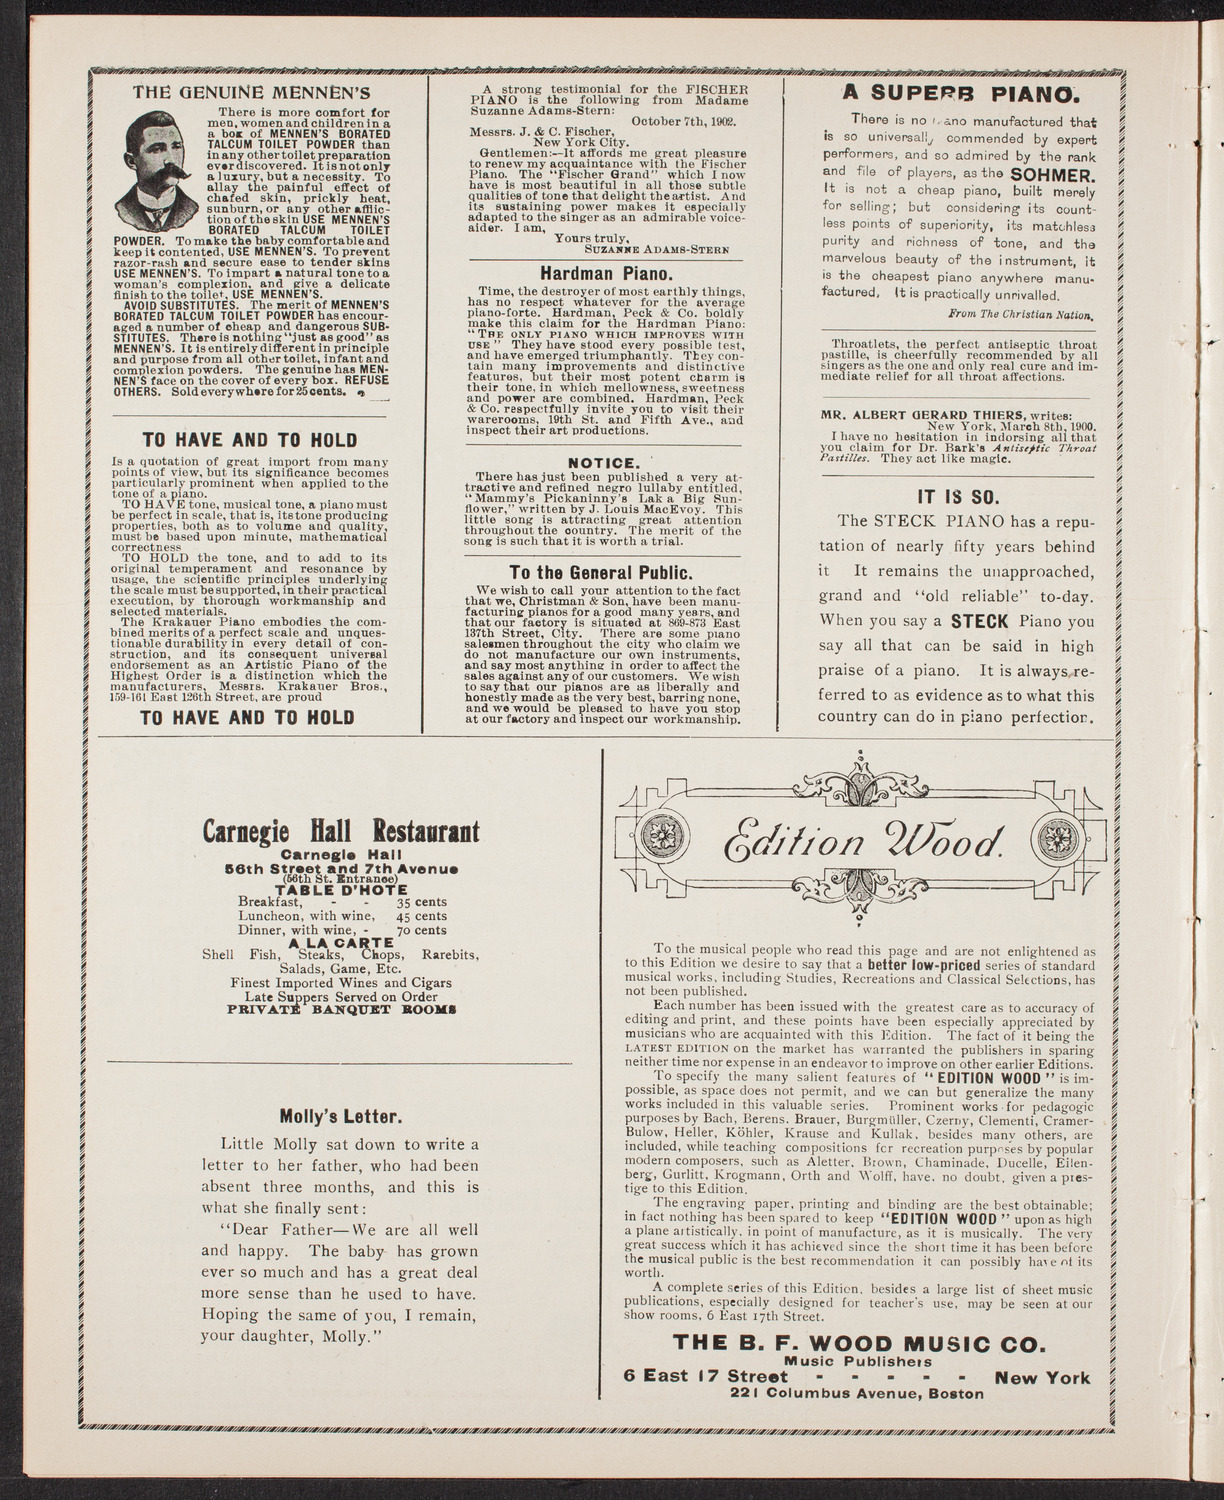 THE GENUINE MENNEN'S
There is more comfort for
men, women and children in a
a box of MENNEN'S BORATED
TALCUM TOILET POWDER than
in any other toilet preparation
ever discovered. It is not only
a luxury, but a necessity. To
allay the painful effect of
chafed skin, prickly heat,
sunburn, or any other afflic-
tion of the skin USE MENNEN'S
BORATED TALCUM TOILET
POWDER. To make the baby comfortable and
keep it contented, USE MENNEN'S. To prevent
razor-rash and secure ease to tender skins
USE MENNEN'S. To impart a natural tone to a
woman's complexion, and give a delicate
finish to the toilet, USE MENNEN'S.
AVOID SUBSTITUTES. The merit of MENNEN'S
BORATED TALCUM TOILET POWDER has encour-
aged a number of cheap and dangerous SUB-
STITUTES. There is nothing "just as good" as
MENNEN'S. It is entirely different in principle
and purpose from all other toilet, infant and
complexion powders. The genuine has MEN-
NEN'S face on the cover of every box. REFUSE
OTHERS. Sold everywhere for 25 cents.
TO HAVE AND TO HOLD
Is a quotation of great import from many
points of view, but its significance becomes
particularly prominent when applied to the
tone of a piano.
TO HAVE tone, musical tone, a piano must
be perfect in scale, that is, its tone producing
properties, both as to volume and quality,
must be based upon minute, mathematical
correctness
TO HOLD the tone, and to add to its
original temperament and resonance by
usage, the scientific principles underlying
the scale must be supported, in their practical
execution, by thorough workmanship and
selected materials.
The Krakauer Piano embodies the com-
bined merits of a perfect scale and unques-
tionable durability in every detail of con-
struction, and its consequent universal
endorsement as an Artistic Piano of the
Highest Order is a distinction which the
manufacturers, Messrs. Krakauer Bros.,
159-161 East 126th Street, are proud
TO HAVE AND TO HOLD
A strong testimonial for the FISCHER
PIANO is the following from Madame
Suzanne Adams-Stern:
October 7th, 1902.
Messrs. J. & C. Fischer,
New York City.
Gentlemen:—It affords me great pleasure
to renew my acquaintance with the Fischer
Piano. The "Fischer Grand" which I now
have is most beautiful in all those subtle
qualities of tone that delight the artist. And
its sustaining power makes it especially
adapted to the singer as an admirable voice-
aider. I am,
Yours truly,
SUZANNE ADAMS-STERN
Hardman Piano.
Time, the destroyer of most earthly things,
has no respect whatever for the average
piano-forte. Hardman, Peck & Co. boldly
make this claim for the Hardman Piano:
"THE ONLY PIANO WHICH IMPROVES WITH
USE" They have stood every possible test,
and have emerged triumphantly. They con-
tain many improvements and distinctive
features, but their most potent charm is
their tone, in which mellowness, sweetness
and power are combined. Hardman, Peck
& Co. respectfully invite you to visit their
warerooms, 19th St. and Fifth Ave., and
inspect their art productions.
NOTICE.
There has just been published a very at-
tractive and refined negro lullaby entitled,
"Mammy's Pickaninny's Lak a Big Sun-
flower," written by J. Louis MacEvoy. This
little song is attracting great attention
throughout the country. The merit of the
song is such that it is worth a trial.
To the General Public.
We wish to call your attention to the fact
that we, Christman & Son, have been manu-
facturing pianos for a good many years, and
that our factory is situated at 869-873 East
137th Street, City. There are some piano
salesmen throughout the city who claim we
do not manufacture our own instruments,
and say most anything in order to affect the
sales against any of our customers. We wish
to say that our pianos are as liberally and
honestly made as the very best, barring none,
and we would be pleased to have you stop
at our factory and inspect our workmanship.
A SUPERB PIANO.
There is no piano manufactured that
is so universally commended by expert
performers, and so admired by the rank
and file of players, as the SOHMER.
It is not a cheap piano, built merely
for selling; but considering its count-
less points of superiority, its matchless
purity and richness of tone, and the
marvelous beauty of the instrument, it
is the cheapest piano anywhere manu-
factured. It is practically unrivalled.
From The Christian Nation.
Throatlets, the perfect antiseptic throat
pastille, is cheerfully recommended by all
singers as the one and only real cure and im-
mediate relief for all throat affections.
MR. ALBERT GERARD THIERS, writes:
New York, March 8th, 1900.
I have no hesitation in indorsing all that
you claim for Dr. Bark's Antiseptic Throat
Pastilles. They act like magic.
IT IS SO.
The STECK PIANO has a repu-
tation of nearly fifty years behind
it It remains the unapproached,
grand and "old reliable" to-day.
When you say a STECK Piano you
say all that can be said in high
praise of a piano. It is always re-
ferred to as evidence as to what this
country can do in piano perfection.
Carnegie Hall Restaurant
Carnegie Hall
56th Street and 7th Avenue
(56th St. Entrance)
TABLE D'HOTE
Breakfast, - - 35 cents
Luncheon, with wine, 45 cents
Dinner, with wine, - 70 cents
A LA CARTE
Shell Fish, Steaks, Chops, Rarebits,
Salads, Game, Etc.
Finest Imported Wines and Cigars
Late Suppers Served on Order
PRIVATE BANQUET ROOMS
Molly's Letter.
Little Molly sat down to write a
letter to her father, who had been
absent three months, and this is
what she finally sent:
"Dear Father—We are all well
and happy. The baby has grown
ever so much and has a great deal
more sense than he used to have.
Hoping the same of you, I remain,
your daughter, Molly."
Edition Wood.
To the musical people who read this page and are not enlightened as
to this Edition we desire to say that a better low-priced series of standard
musical works, including Studies, Recreations and Classical Selections, has
not been published.
Each number has been issued with the greatest care as to accuracy of
editing and print, and these points have been especially appreciated by
musicians who are acquainted with this Edition. The fact of it being the
LATEST EDITION on the market has warranted the publishers in sparing
neither time nor expense in an endeavor to improve on other earlier Editions.
To specify the many salient features of "EDITION WOOD" is im-
possible, as space does not permit, and we can but generalize the many
works included in this valuable series. Prominent works for pedagogic
purposes by Bach, Berens, Brauer, Burgmüller, Czerny, Clementi, Cramer-
Bulow, Heller, Köhler, Krause and Kullak, besides many others, are
included, while teaching compositions for recreation purposes by popular
modern composers, such as Aletter, Brown, Chaminade, Ducelle, Eilen-
berg, Gurlitt, Krogmann, Orth and Wolff, have, no doubt, given a pres-
tige to this Edition.
The engraving paper, printing and binding are the best obtainable;
in fact nothing has been spared to keep "EDITION WOOD" upon as high
a plane artistically, in point of manufacture, as it is musically. The very
great success which it has achieved since the short time it has been before
the musical public is the best recommendation it can possibly have of its
worth.
A complete series of this Edition, besides a large list of sheet music
publications, especially designed for teacher's use, may be seen at our
show rooms, 6 East 17th Street.
THE B. F. WOOD MUSIC CO.
Music Publishers
6 East 17 Street - - - - - New York
221 Columbus Avenue, Boston